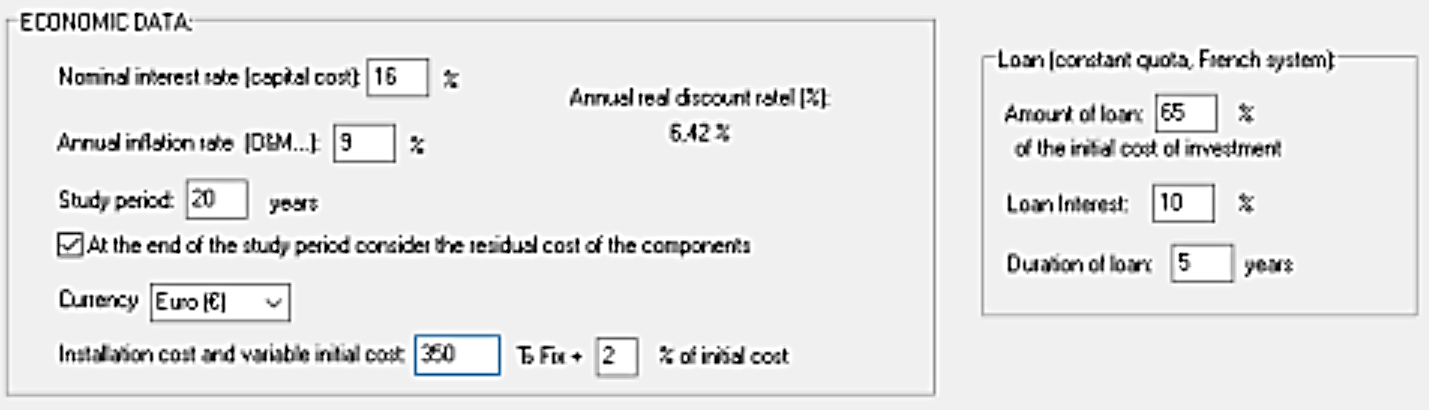 ECONOMIC DATA:
Nominal interest rate (capital cost): 16 %
Annual real discount ratel (%):
6.42 %
Annual inflation rate (O&M...): 9 %
Study period: 20 years
At the end of the study period consider the residual cost of the components
Currency Euro (€)
Installation cost and variable initial cost: 350 Ts Fix + 2 % of initial cost
Loan (constant quota, French system):
Amount of loan: 65 %
of the initial cost of investment
Loan Interest: 10 %
Duration of loan: 5 years